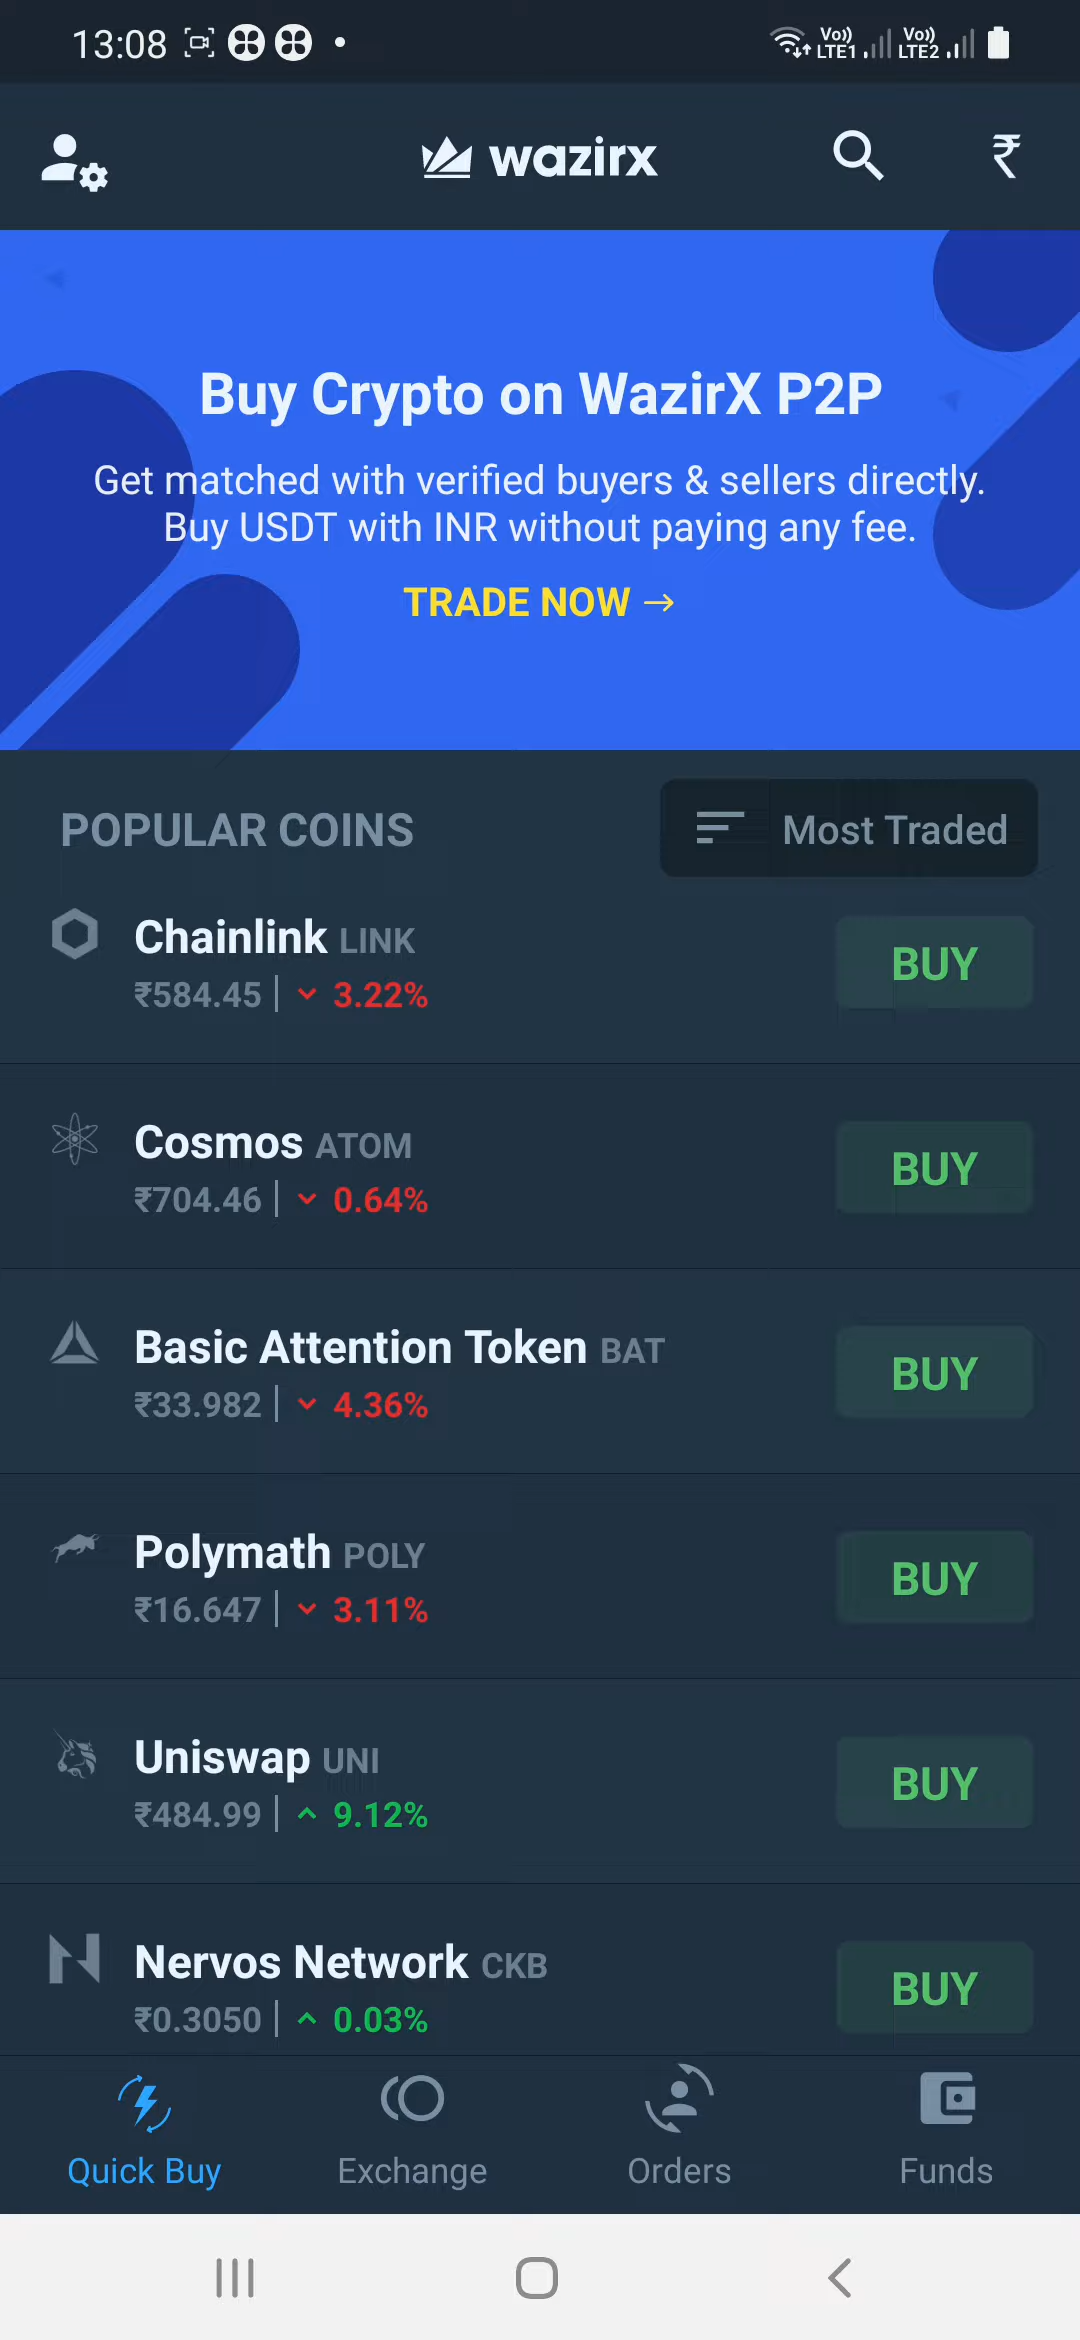 13:08 Vo)) LTE1 Vo)) LTE2
wazirx ₹
Buy Crypto on WazirX P2P
Get matched with verified buyers & sellers directly.
Buy USDT with INR without paying any fee.
TRADE NOW →
POPULAR COINS Most Traded
Chainlink LINK
₹584.45 3.22%
BUY
Cosmos ATOM
₹704.46 0.64%
BUY
Basic Attention Token BAT
₹33.982 4.36%
BUY
Polymath POLY
₹16.647 3.11%
BUY
Uniswap UNI
₹484.99 9.12%
BUY
Nervos Network CKB
₹0.3050 0.03%
BUY
Quick Buy Exchange Orders Funds